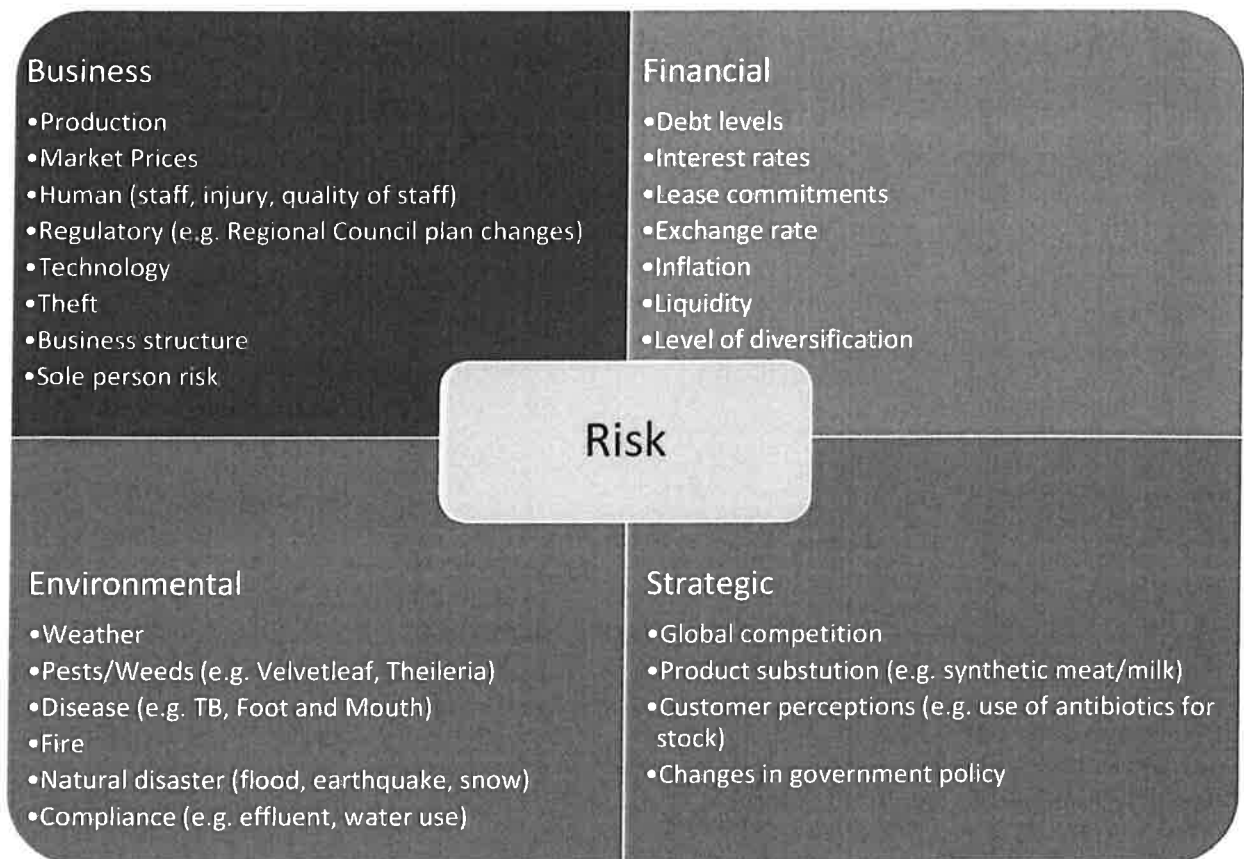 Business
•Production
•Market Prices
•Human (staff, injury, quality of staff)
•Regulatory (e.g. Regional Council plan changes)
•Technology
•Theft
•Business structure
•Sole person risk
Financial
•Debt levels
•Interest rates
•Lease commitments
•Exchange rate
•Inflation
•Liquidity
•Level of diversification
Risk
Environmental
•Weather
•Pests/Weeds (e.g. Velvetleaf, Theileria)
•Disease (e.g. TB, Foot and Mouth)
•Fire
•Natural disaster (flood, earthquake, snow)
•Compliance (e.g. effluent, water use)
Strategic
•Global competition
•Product substution (e.g. synthetic meat/milk)
•Customer perceptions (e.g. use of antibiotics for
stock)
•Changes in government policy